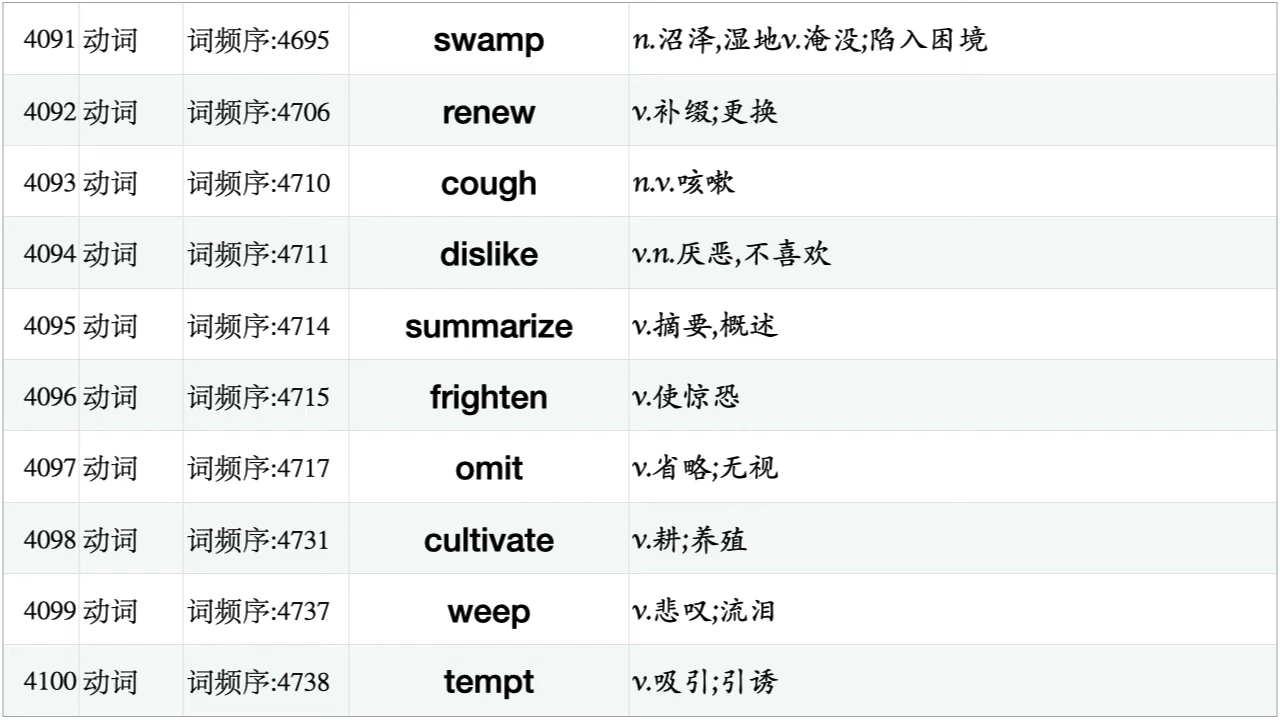 4091 动词 词频序:4695 swamp n.沼泽,湿地v.淹没;陷入困境
4092 动词 词频序:4706 renew v.补缀;更换
4093 动词 词频序:4710 cough n.v.咳嗽
4094 动词 词频序:4711 dislike v.n.厌恶,不喜欢
4095 动词 词频序:4714 summarize v.摘要,概述
4096 动词 词频序:4715 frighten v.使惊恐
4097 动词 词频序:4717 omit v.省略;无视
4098 动词 词频序:4731 cultivate v.耕;养殖
4099 动词 词频序:4737 weep v.悲叹;流泪
4100 动词 词频序:4738 tempt v.吸引;引诱